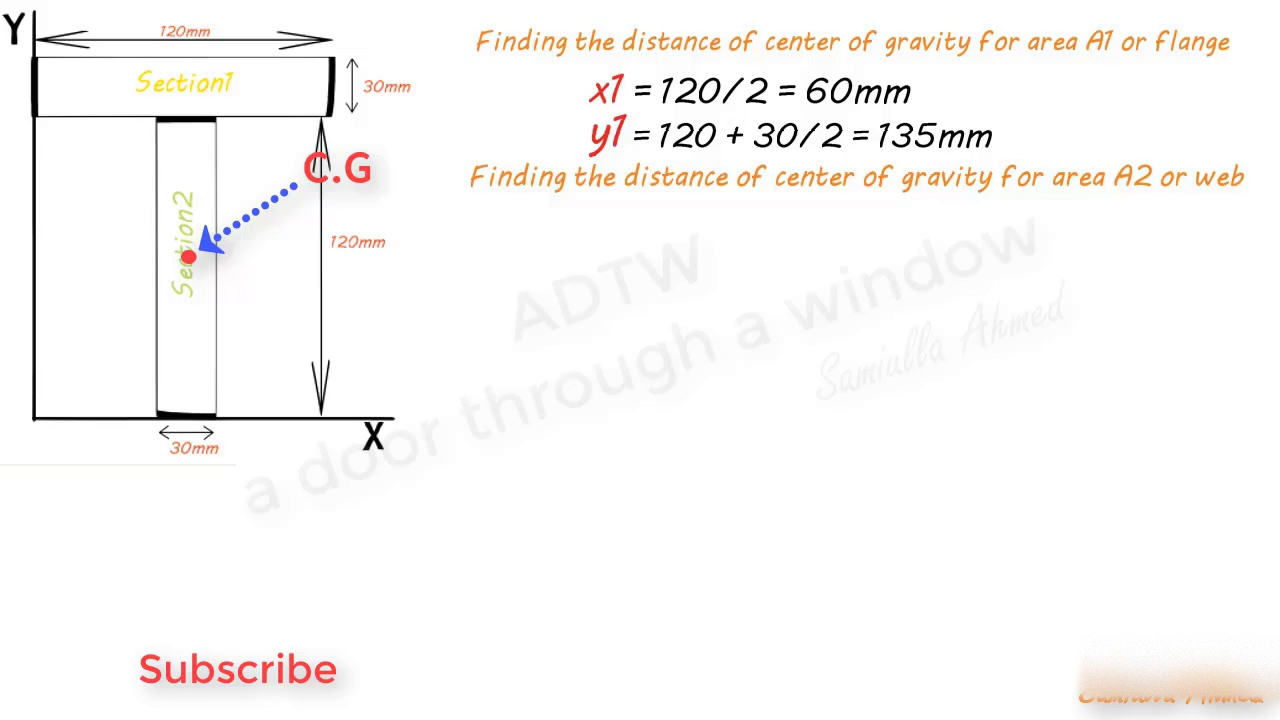 Y
120mm
Section1
30mm
C.G
Section2
120mm
X
30mm
Finding the distance of center of gravity for area A1 or flange
x1 = 120/2 = 60mm
y1 = 120 + 30/2 = 135mm
Finding the distance of center of gravity for area A2 or web
ADTW
a door through a window
Samiulla Ahmed
Subscribe